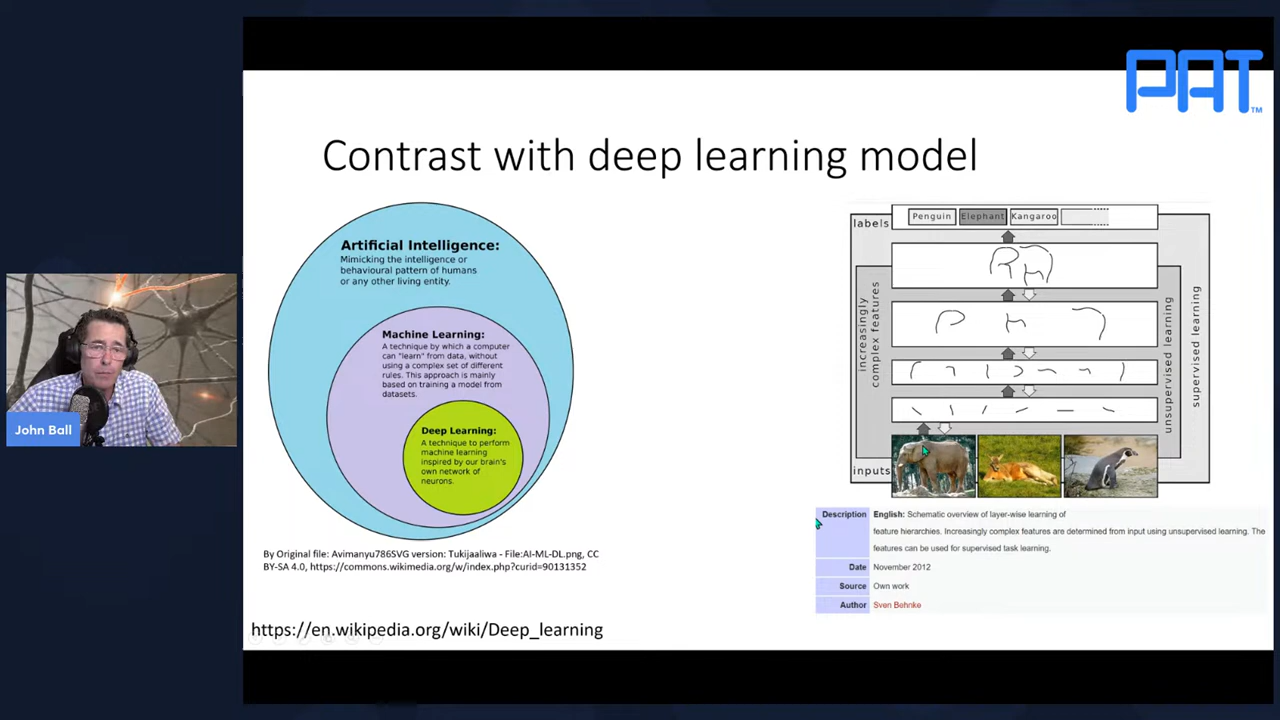 PAT TM
Contrast with deep learning model
Artificial Intelligence:
Mimicking the intelligence or
behavioural pattern of humans
or any other living entity.
Machine Learning:
A technique by which a computer
can "learn" from data, without
using a complex set of different
rules. This approach is mainly
based on training a model from
datasets.
Deep Learning:
A technique to perform
machine learning
inspired by our brain's
own network of
neurons.
By Original file: Avimanyu786SVG version: Tukijaaliwa - File:AI-ML-DL.png, CC
BY-SA 4.0, https://commons.wikimedia.org/w/index.php?curid=90131352
https://en.wikipedia.org/wiki/Deep_learning
labels
Penguin Elephant Kangaroo
increasingly
complex features
unsupervised learning
supervised learning
inputs
Description English: Schematic overview of layer-wise learning of
feature hierarchies. Increasingly complex features are determined from input using unsupervised learning. The
features can be used for supervised task learning.
Date November 2012
Source Own work
Author Sven Behnke
John Ball